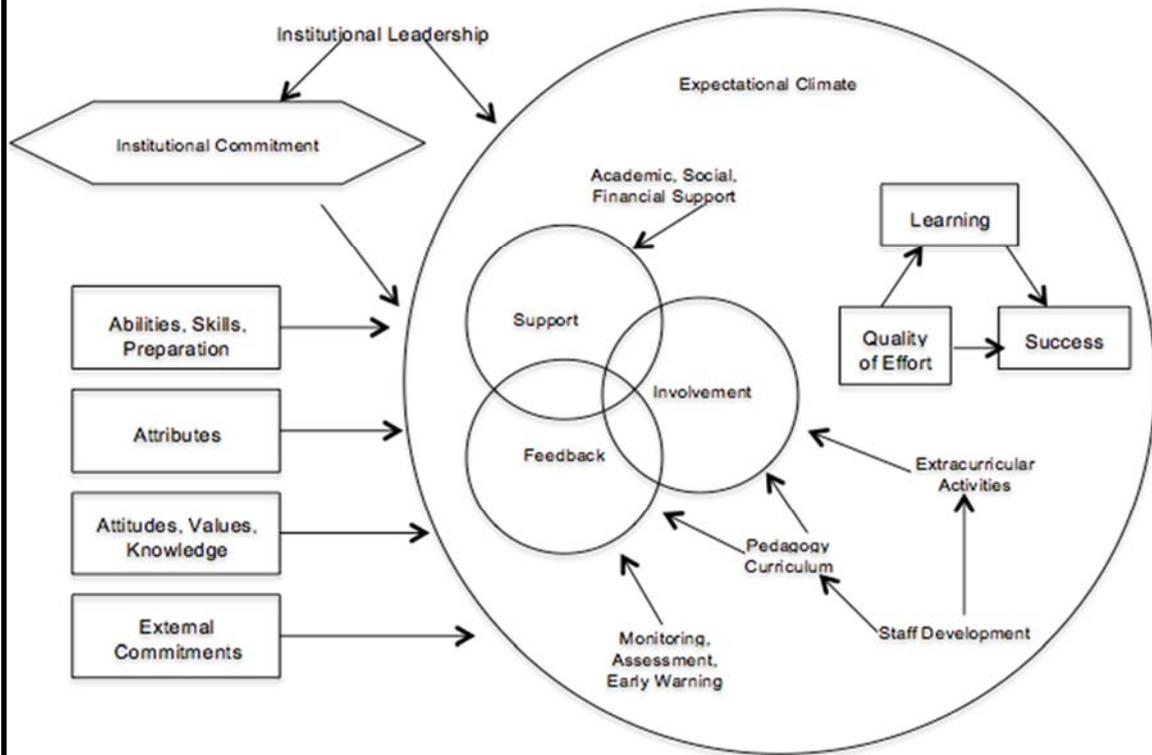 Institutional Leadership
Expectational Climate
Institutional Commitment
Academic, Social,
Financial Support
Learning
Abilities, Skills,
Preparation
Support
Quality
of Effort
Success
Involvement
Attributes
Feedback
Extracurricular
Activities
Attitudes, Values,
Knowledge
Pedagogy
Curriculum
External
Commitments
Monitoring,
Assessment,
Early Warning
Staff Development